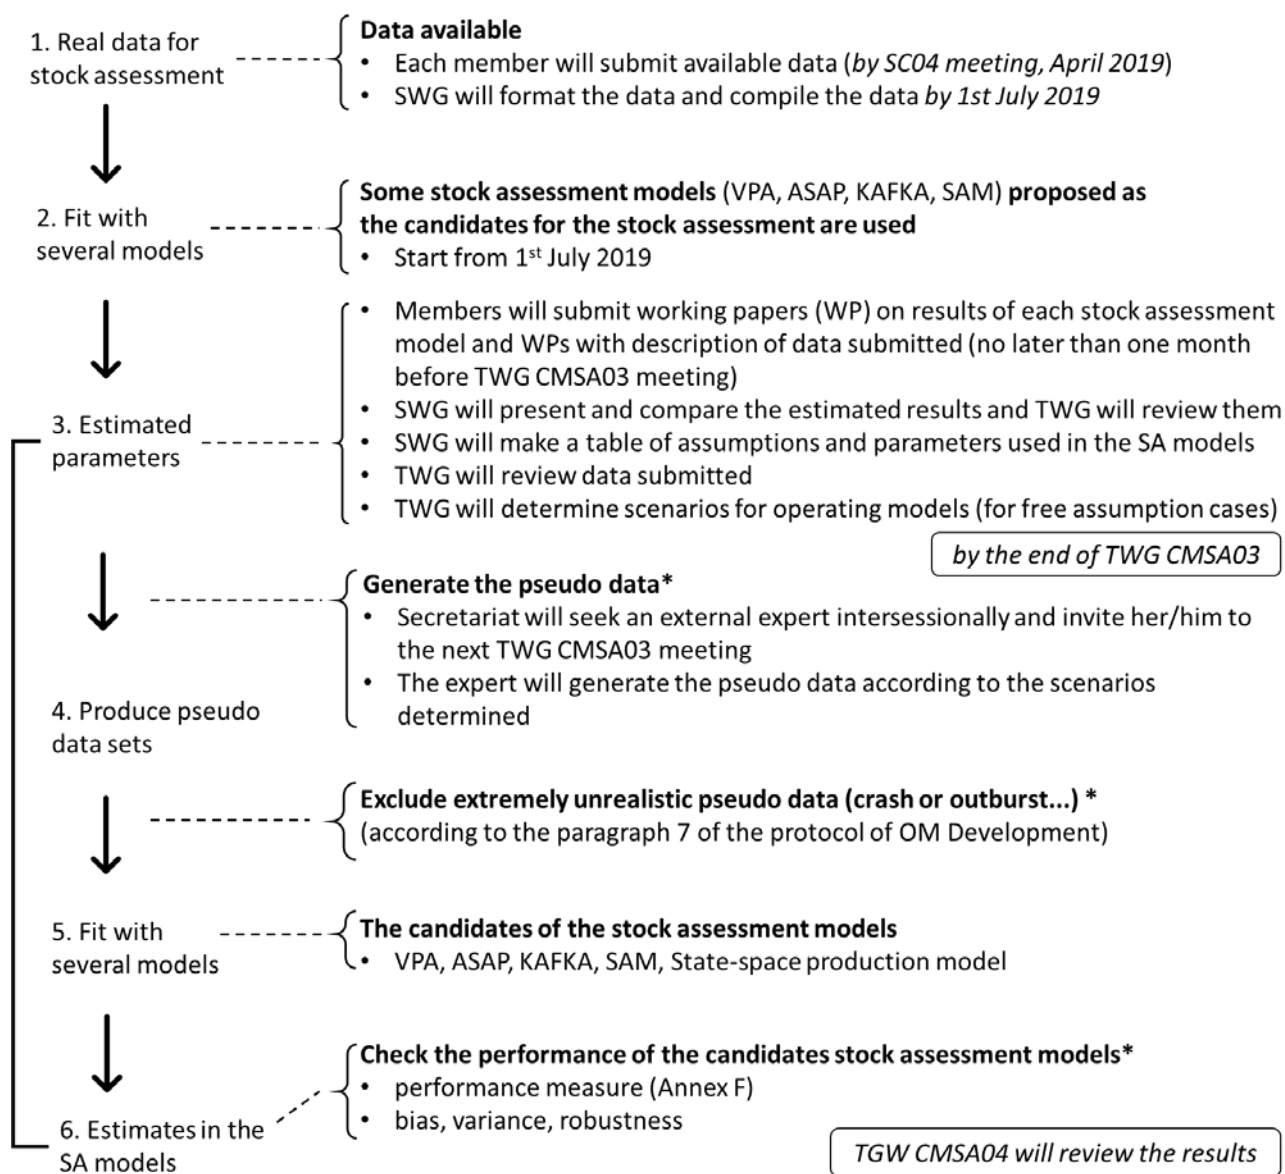 1. Real data for
stock assessment
Data available
• Each member will submit available data (by SC04 meeting, April 2019)
• SWG will format the data and compile the data by 1st July 2019
2. Fit with
several models
Some stock assessment models (VPA, ASAP, KAFKA, SAM) proposed as
the candidates for the stock assessment are used
• Start from 1st July 2019
3. Estimated
parameters
• Members will submit working papers (WP) on results of each stock assessment
model and WPs with description of data submitted (no later than one month
before TWG CMSA03 meeting)
• SWG will present and compare the estimated results and TWG will review them
• SWG will make a table of assumptions and parameters used in the SA models
• TWG will review data submitted
• TWG will determine scenarios for operating models (for free assumption cases)
by the end of TWG CMSA03
Generate the pseudo data*
• Secretariat will seek an external expert intersessionally and invite her/him to
the next TWG CMSA03 meeting
• The expert will generate the pseudo data according to the scenarios
determined
4. Produce pseudo
data sets
Exclude extremely unrealistic pseudo data (crash or outburst...) *
(according to the paragraph 7 of the protocol of OM Development)
5. Fit with
several models
The candidates of the stock assessment models
• VPA, ASAP, KAFKA, SAM, State-space production model
Check the performance of the candidates stock assessment models*
• performance measure (Annex F)
• bias, variance, robustness
6. Estimates in the
SA models
TGW CMSA04 will review the results